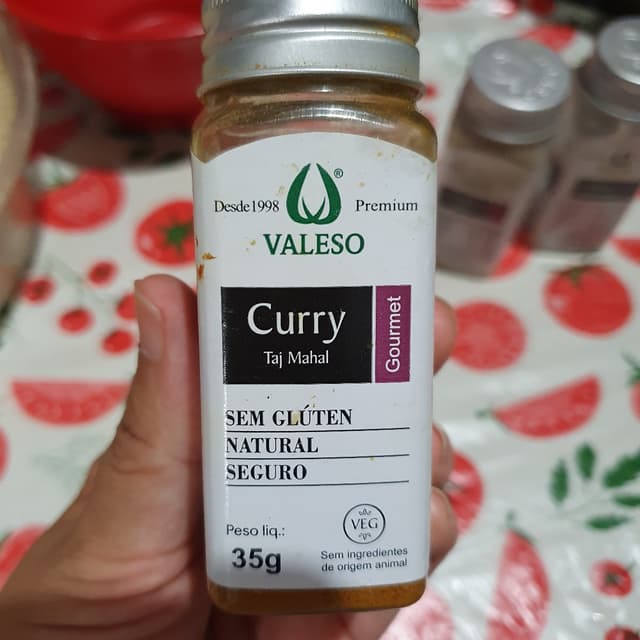 Desde 1998 ® Premium
VALESO
Curry
Taj Mahal
Gourmet
SEM GLÚTEN
NATURAL
SEGURO
Peso liq.:
35g
VEG
Sem ingredientes
de origem animal